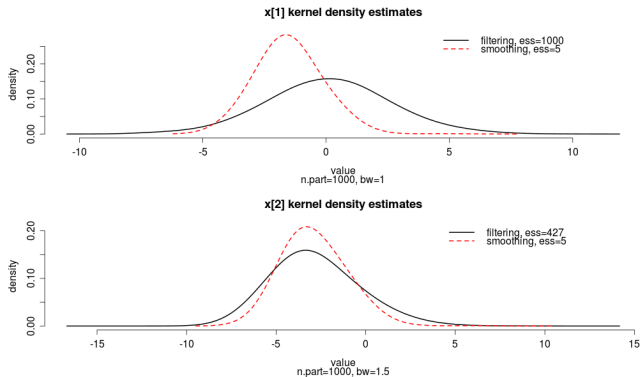 x[1] kernel density estimates
filtering, ess=1000
smoothing, ess=5
density
0.00 0.10 0.20
-10 -5 0 5 10
value
n.part=1000, bw=1
x[2] kernel density estimates
filtering, ess=427
smoothing, ess=5
density
0.00 0.10 0.20
-15 -10 -5 0 5 10 15
value
n.part=1000, bw=1.5